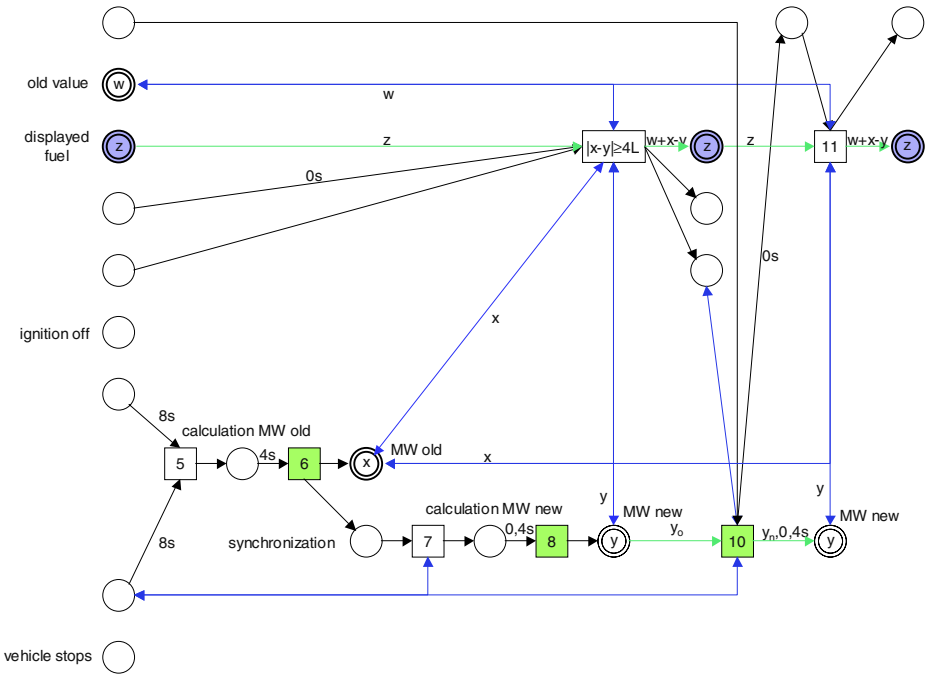 old value
w
w
displayed
fuel
z
z
|x-y|≥4L
w+x-y
z
z
11
w+x-y
z
0s
0s
ignition off
x
8s
calculation MW old
5
4s
6
x
MW old
x
8s
synchronization
7
calculation MW new
0,4s
8
y
MW new
y
yₒ
10
yₙ,0,4s
y
MW new
y
vehicle stops